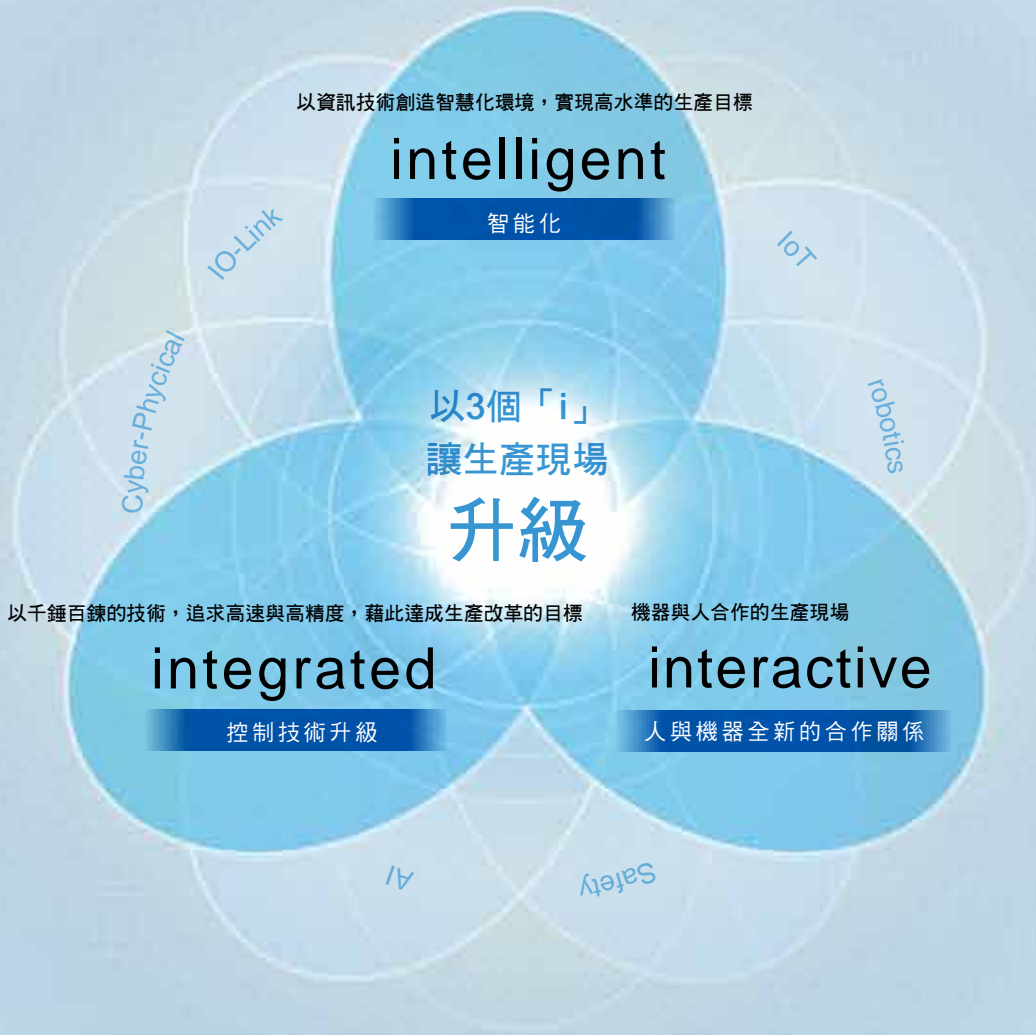 以資訊技術創造智慧化環境，實現高水準的生產目標
intelligent
智能化
IO-Link
IoT
Cyber-Phycical
robotics
以3個「i」
讓生產現場
升級
以千錘百鍊的技術，追求高速與高精度，藉此達成生產改革的目標
integrated
控制技術升級
機器與人合作的生產現場
interactive
人與機器全新的合作關係
AI
Safety